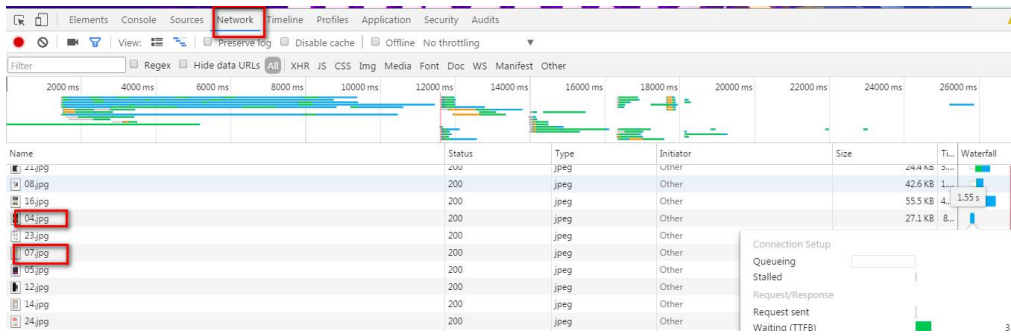 Elements Console Sources Network Timeline Profiles Application Security Audits
View: Preserve log Disable cache Offline No throttling
Filter Regex Hide data URLs All XHR JS CSS Img Media Font Doc WS Manifest Other
2000 ms 4000 ms 6000 ms 8000 ms 10000 ms 12000 ms 14000 ms 16000 ms 18000 ms 20000 ms 22000 ms 24000 ms 26000 ms
Name Status Type Initiator Size Ti... Waterfall
21.jpg 200 jpeg Other 24.4 KB 3....
08.jpg 200 jpeg Other 42.6 KB 1....
16.jpg 200 jpeg Other 55.5 KB 4... 1.55 s
04.jpg 200 jpeg Other 27.1 KB 8...
23.jpg 200 jpeg Other
07.jpg 200 jpeg Other Connection Setup
05.jpg 200 jpeg Other Queueing
12.jpg 200 jpeg Other Stalled
14.jpg 200 jpeg Other Request/Response
24.jpg 200 jpeg Other Request sent
Waiting (TTFB) 3